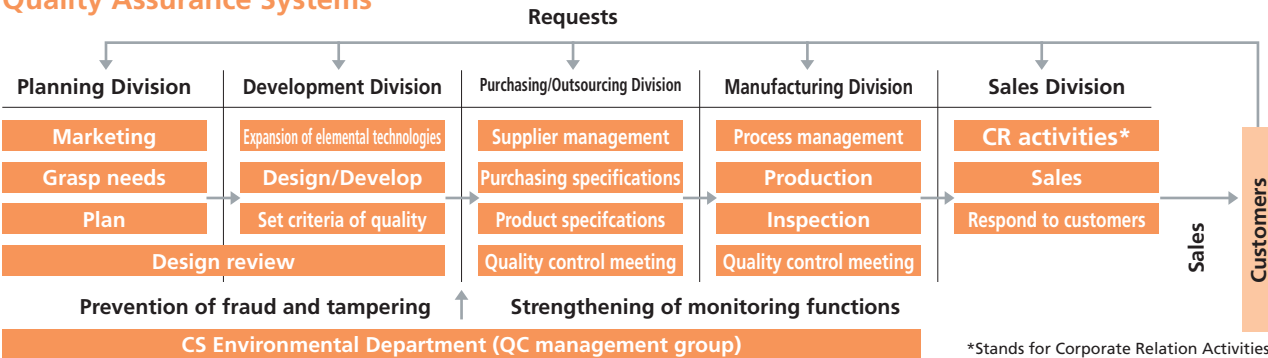 Quality Assurance Systems
Requests
Planning Division
Marketing
Grasp needs
Plan
Development Division
Expansion of elemental technologies
Design/Develop
Set criteria of quality
Design review
Purchasing/Outsourcing Division
Supplier management
Purchasing specifications
Product specifcations
Quality control meeting
Manufacturing Division
Process management
Production
Inspection
Quality control meeting
Sales Division
CR activities*
Sales
Respond to customers
Sales
Customers
Prevention of fraud and tampering
Strengthening of monitoring functions
CS Environmental Department (QC management group)
*Stands for Corporate Relation Activities